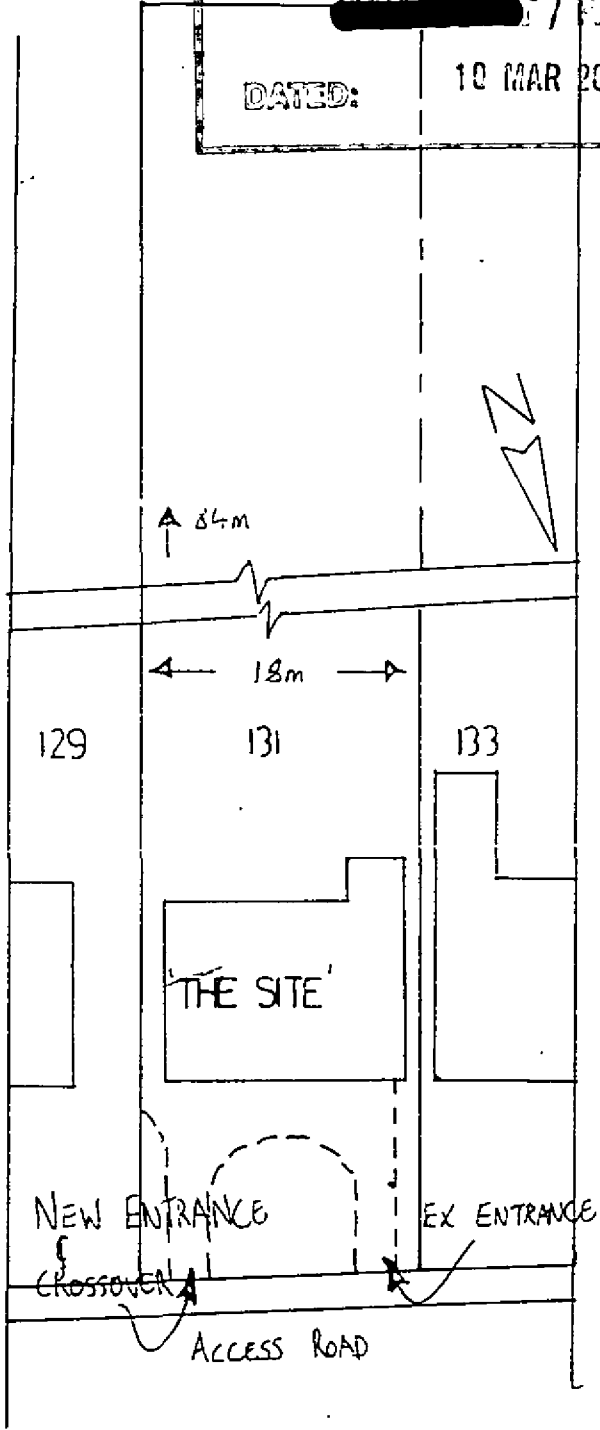 DATED:
10 MAR 20
N
84m
18m
129
131
133
'THE SITE'
NEW ENTRANCE
&
CROSSOVER
EX ENTRANCE
ACCESS ROAD